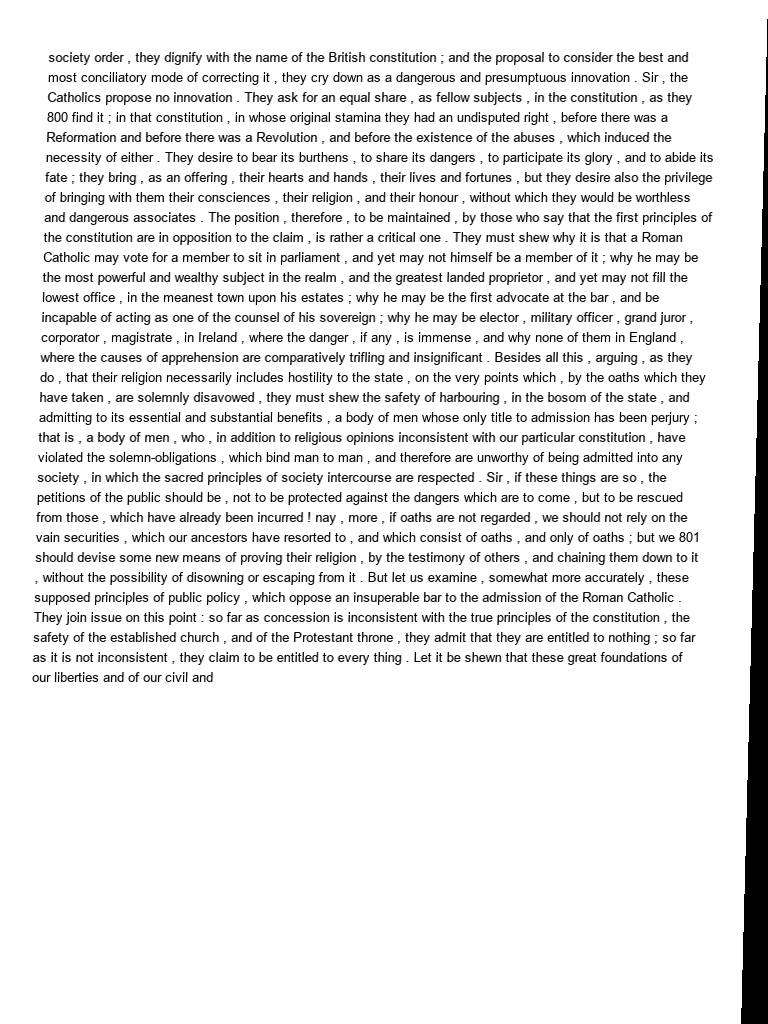 society order , they dignify with the name of the British constitution ; and the proposal to consider the best and
most conciliatory mode of correcting it , they cry down as a dangerous and presumptuous innovation . Sir , the
Catholics propose no innovation . They ask for an equal share , as fellow subjects , in the constitution , as they
800 find it ; in that constitution , in whose original stamina they had an undisputed right , before there was a
Reformation and before there was a Revolution , and before the existence of the abuses , which induced the
necessity of either . They desire to bear its burthens , to share its dangers , to participate its glory , and to abide its
fate ; they bring , as an offering , their hearts and hands , their lives and fortunes , but they desire also the privilege
of bringing with them their consciences , their religion , and their honour , without which they would be worthless
and dangerous associates . The position , therefore , to be maintained , by those who say that the first principles of
the constitution are in opposition to the claim , is rather a critical one . They must shew why it is that a Roman
Catholic may vote for a member to sit in parliament , and yet may not himself be a member of it ; why he may be
the most powerful and wealthy subject in the realm , and the greatest landed proprietor , and yet may not fill the
lowest office , in the meanest town upon his estates ; why he may be the first advocate at the bar , and be
incapable of acting as one of the counsel of his sovereign ; why he may be elector , military officer , grand juror ,
corporator , magistrate , in Ireland , where the danger , if any , is immense , and why none of them in England ,
where the causes of apprehension are comparatively trifling and insignificant . Besides all this , arguing , as they
do , that their religion necessarily includes hostility to the state , on the very points which , by the oaths which they
have taken , are solemnly disavowed , they must shew the safety of harbouring , in the bosom of the state , and
admitting to its essential and substantial benefits , a body of men whose only title to admission has been perjury ;
that is , a body of men , who , in addition to religious opinions inconsistent with our particular constitution , have
violated the solemn-obligations , which bind man to man , and therefore are unworthy of being admitted into any
society , in which the sacred principles of society intercourse are respected . Sir , if these things are so , the
petitions of the public should be , not to be protected against the dangers which are to come , but to be rescued
from those , which have already been incurred ! nay , more , if oaths are not regarded , we should not rely on the
vain securities , which our ancestors have resorted to , and which consist of oaths , and only of oaths ; but we 801
should devise some new means of proving their religion , by the testimony of others , and chaining them down to it
, without the possibility of disowning or escaping from it . But let us examine , somewhat more accurately , these
supposed principles of public policy , which oppose an insuperable bar to the admission of the Roman Catholic .
They join issue on this point : so far as concession is inconsistent with the true principles of the constitution , the
safety of the established church , and of the Protestant throne , they admit that they are entitled to nothing ; so far
as it is not inconsistent , they claim to be entitled to every thing . Let it be shewn that these great foundations of
our liberties and of our civil and